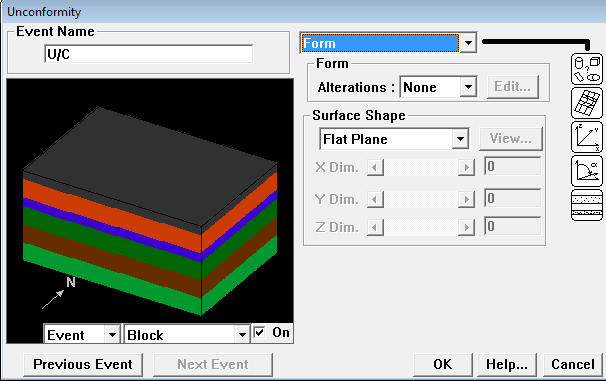 Unconformity
Event Name
U/C
Form
Form
Alterations : None Edit...
Surface Shape
Flat Plane View...
X Dim. 0
Y Dim. 0
Z Dim. 0
N
Event Block On
Previous Event Next Event OK Help... Cancel